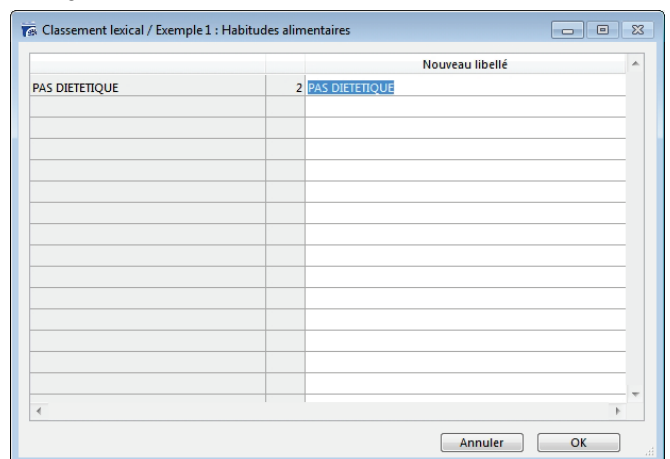 Classement lexical / Exemple 1 : Habitudes alimentaires
Nouveau libellé
PAS DIETETIQUE 2 PAS DIETETIQUE
Annuler OK